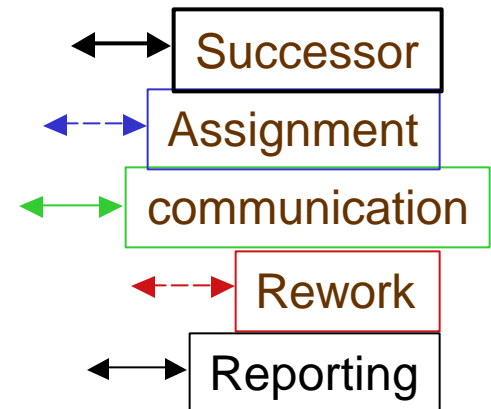 Successor
Assignment
communication
Rework
Reporting